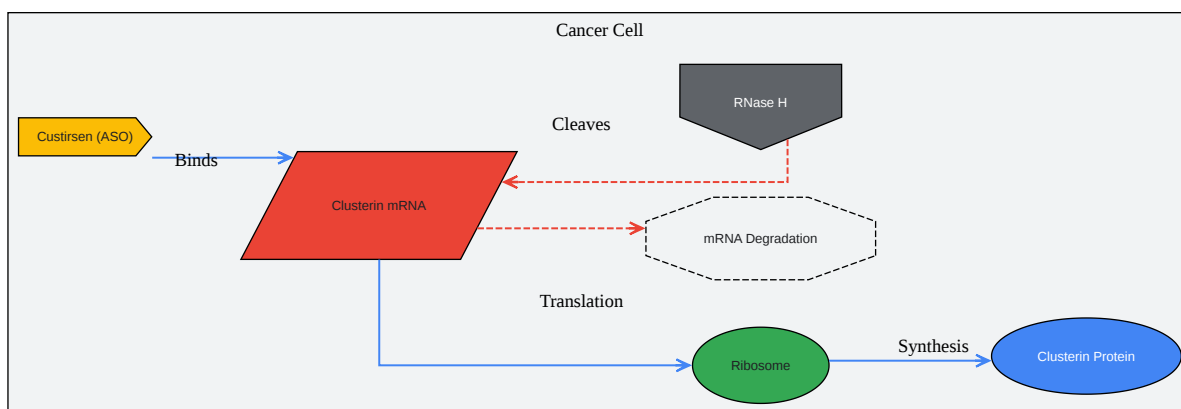 Cancer Cell
RNase H
Cleaves
Custirsen (ASO)
Binds
Clusterin mRNA
mRNA Degradation
Translation
Synthesis
Ribosome
Clusterin Protein